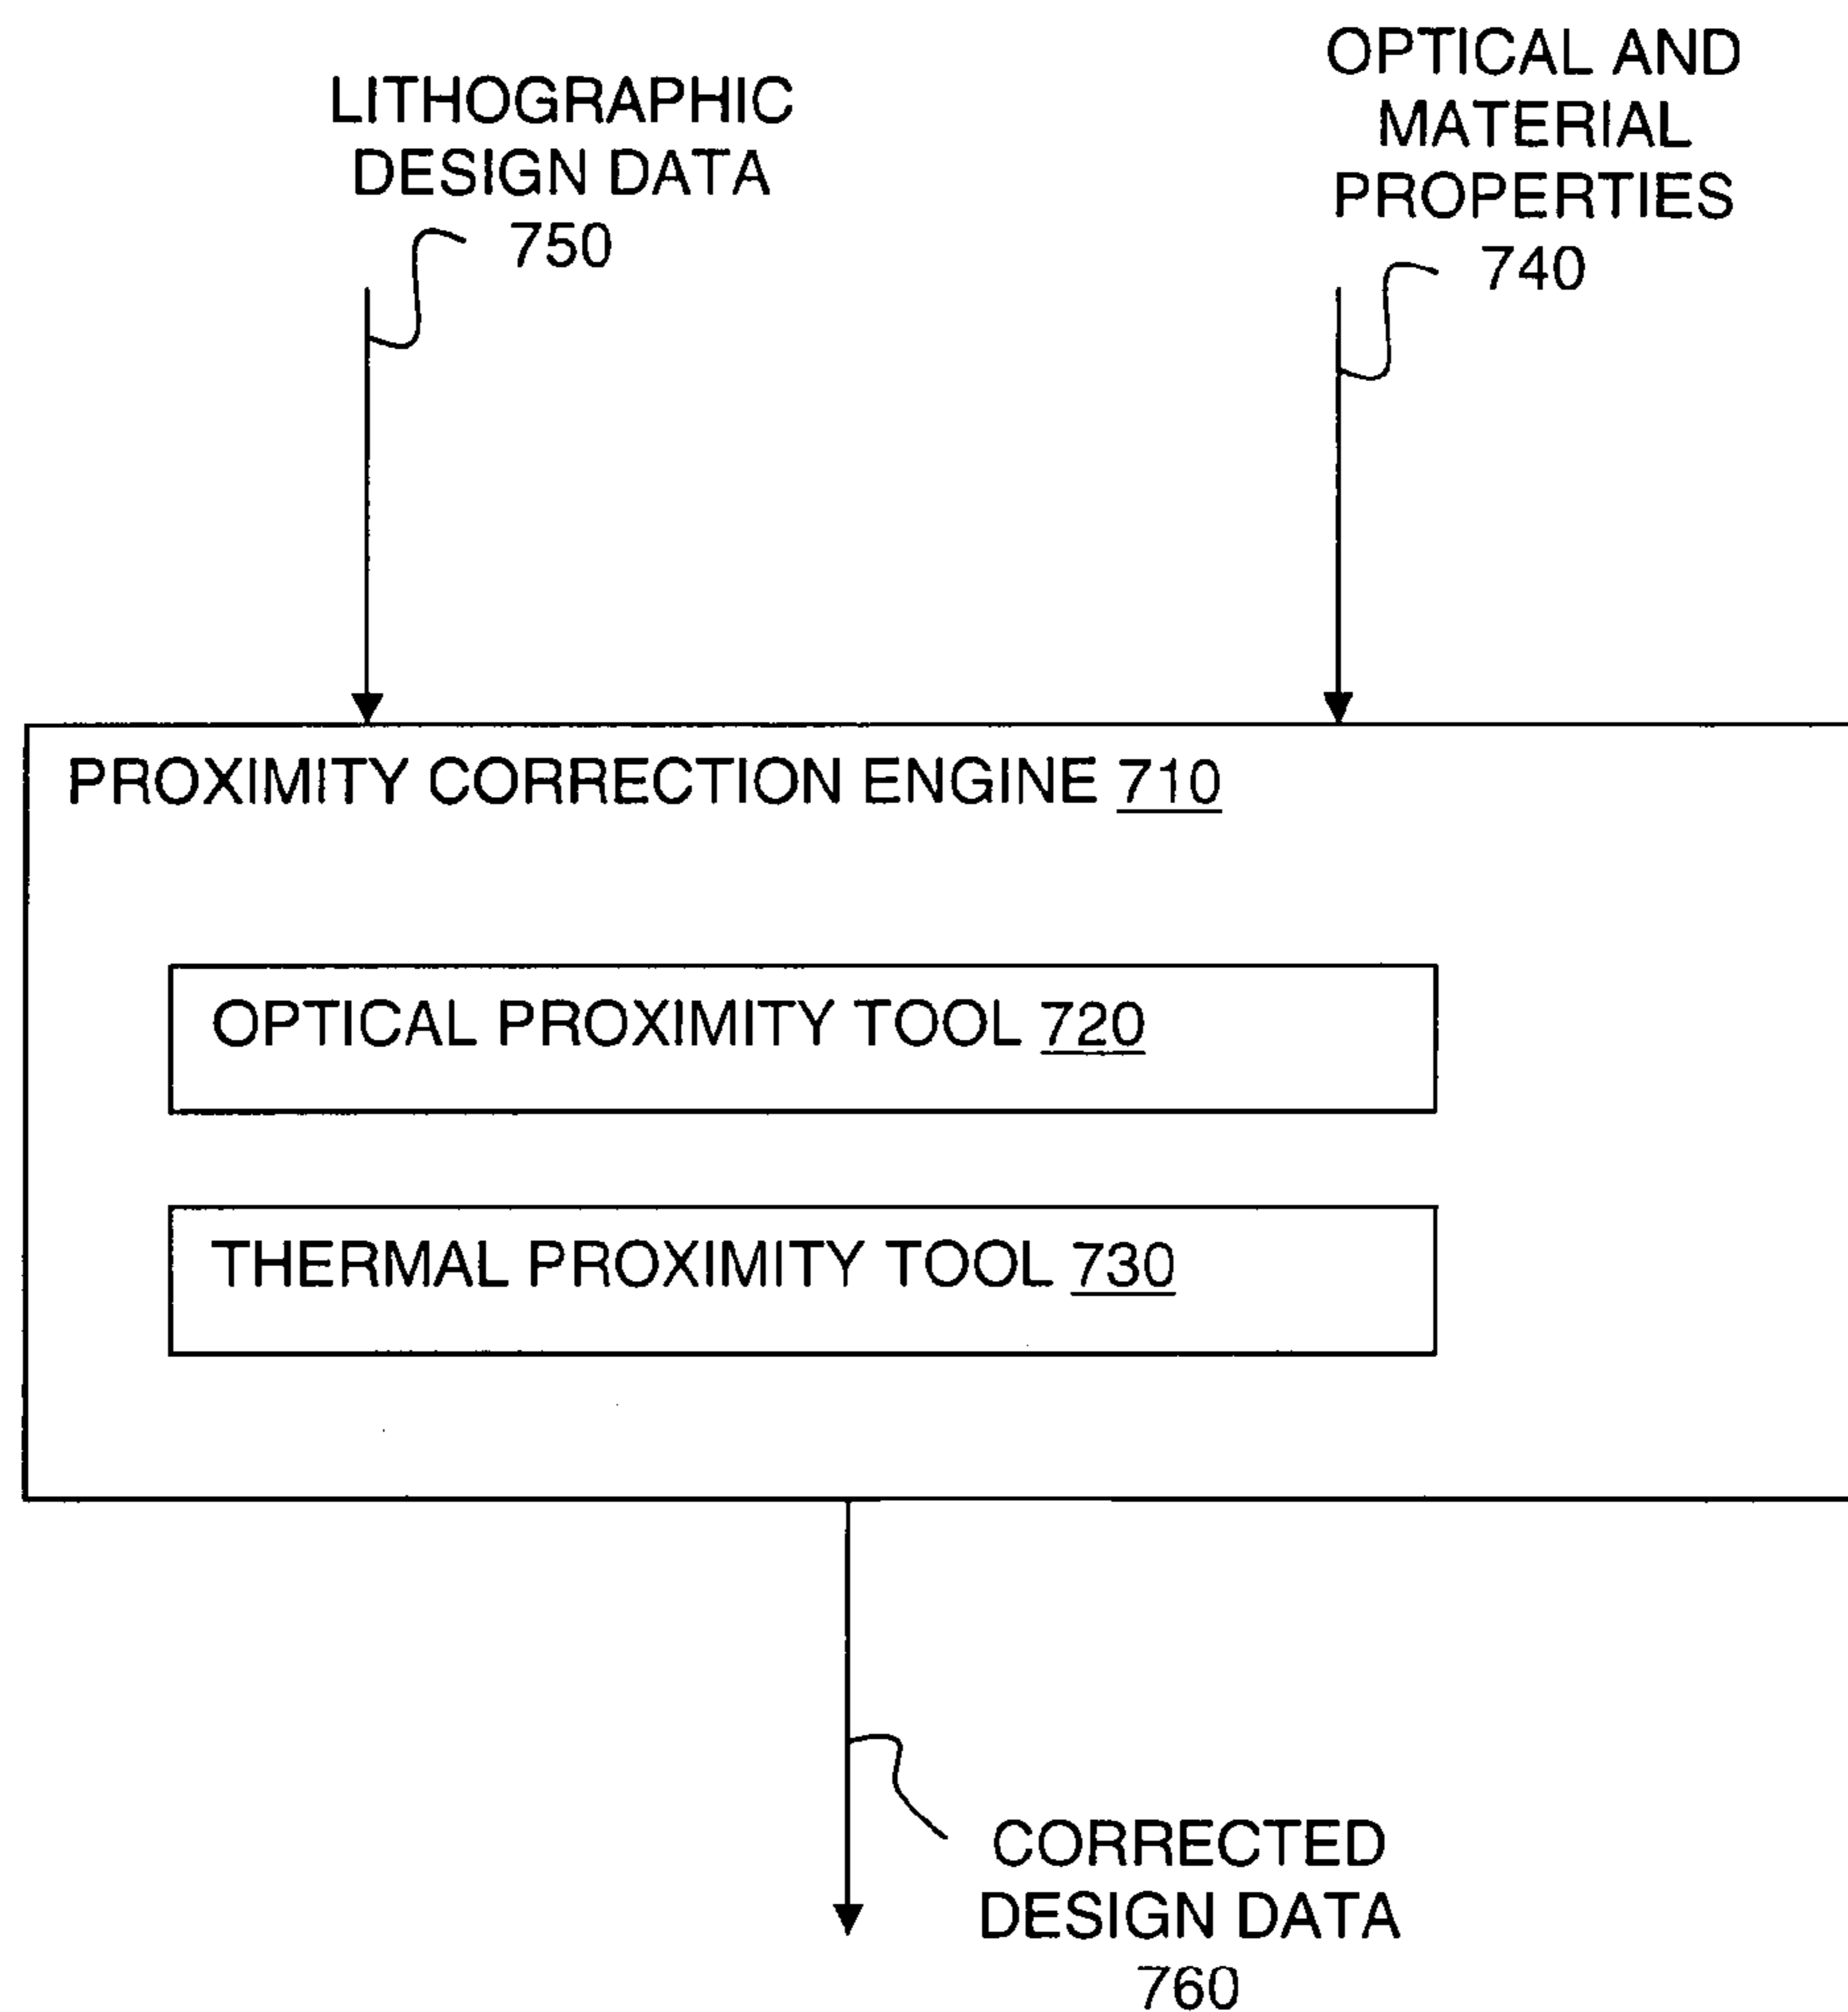 LITHOGRAPHIC
DESIGN DATA
750
OPTICAL AND
MATERIAL
PROPERTIES
740
PROXIMITY CORRECTION ENGINE 710
OPTICAL PROXIMITY TOOL 720
THERMAL PROXIMITY TOOL 730
CORRECTED
DESIGN DATA
760